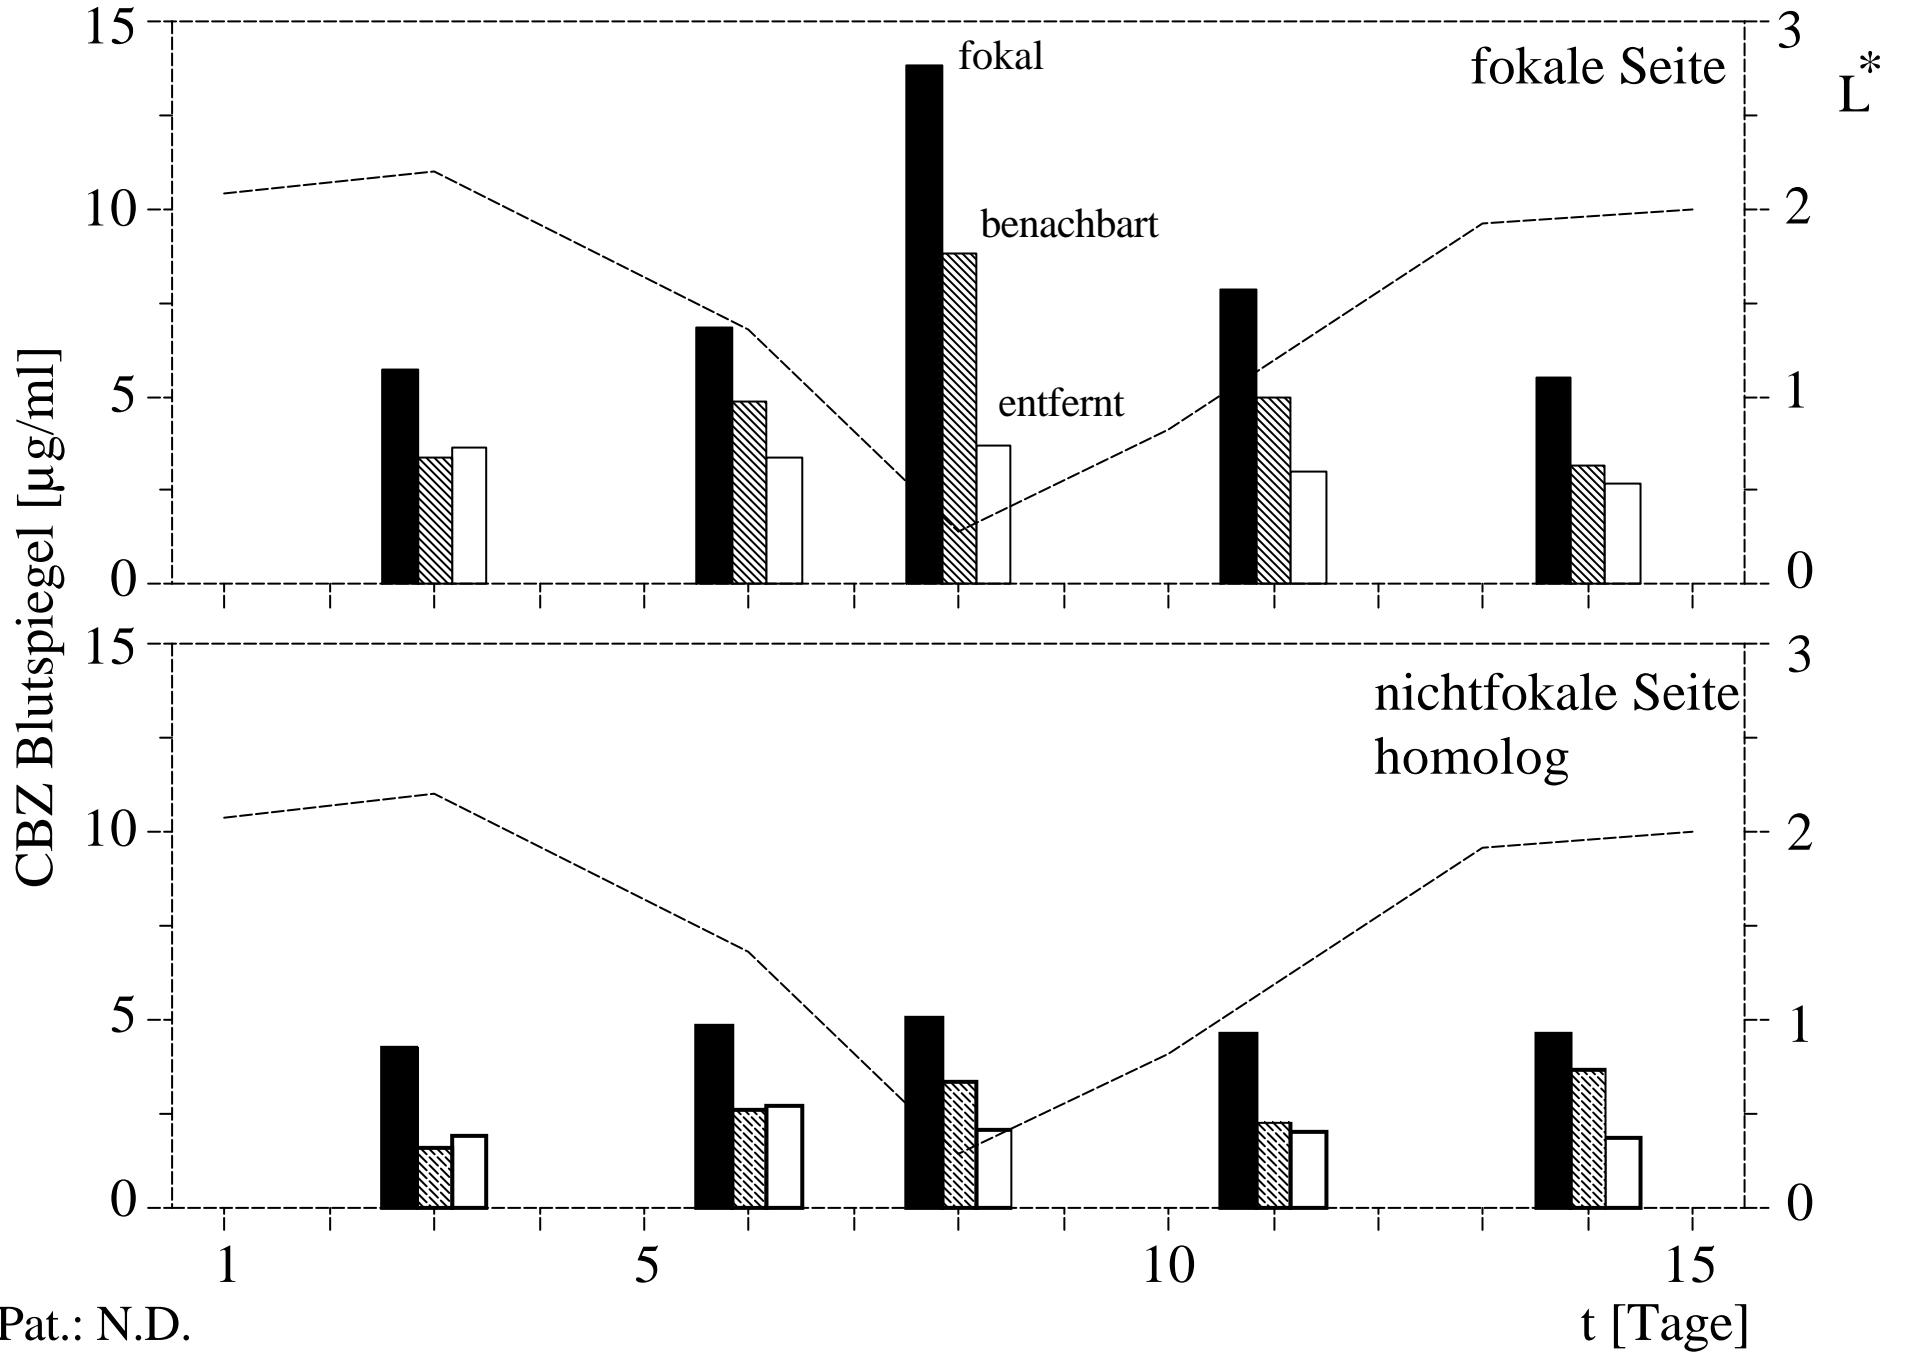 15
10
5
0
fokal
benachbart
entfernt
fokale Seite
3
2
1
0
L*
CBZ Blutspiegel [µg/ml]
15
10
5
0
nichtfokale Seite
homolog
3
2
1
0
1 5 10 15
Pat.: N.D.
t [Tage]